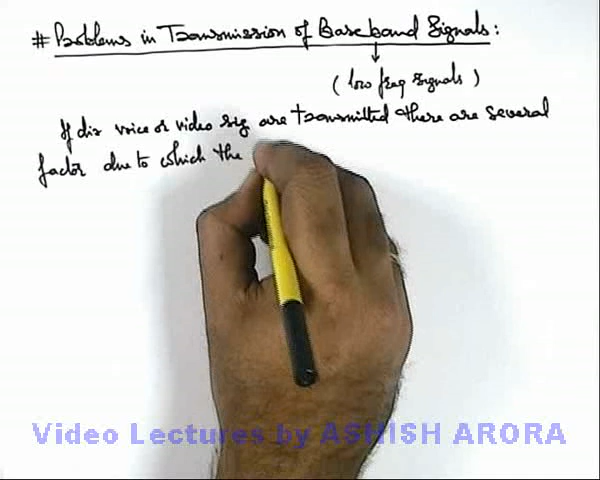 # Problems in Transmission of Baseband Signals:
(low freq signals)
If dir voice or video sig are transmitted there are several
factor due to which the
Video Lectures by ASHISH ARORA